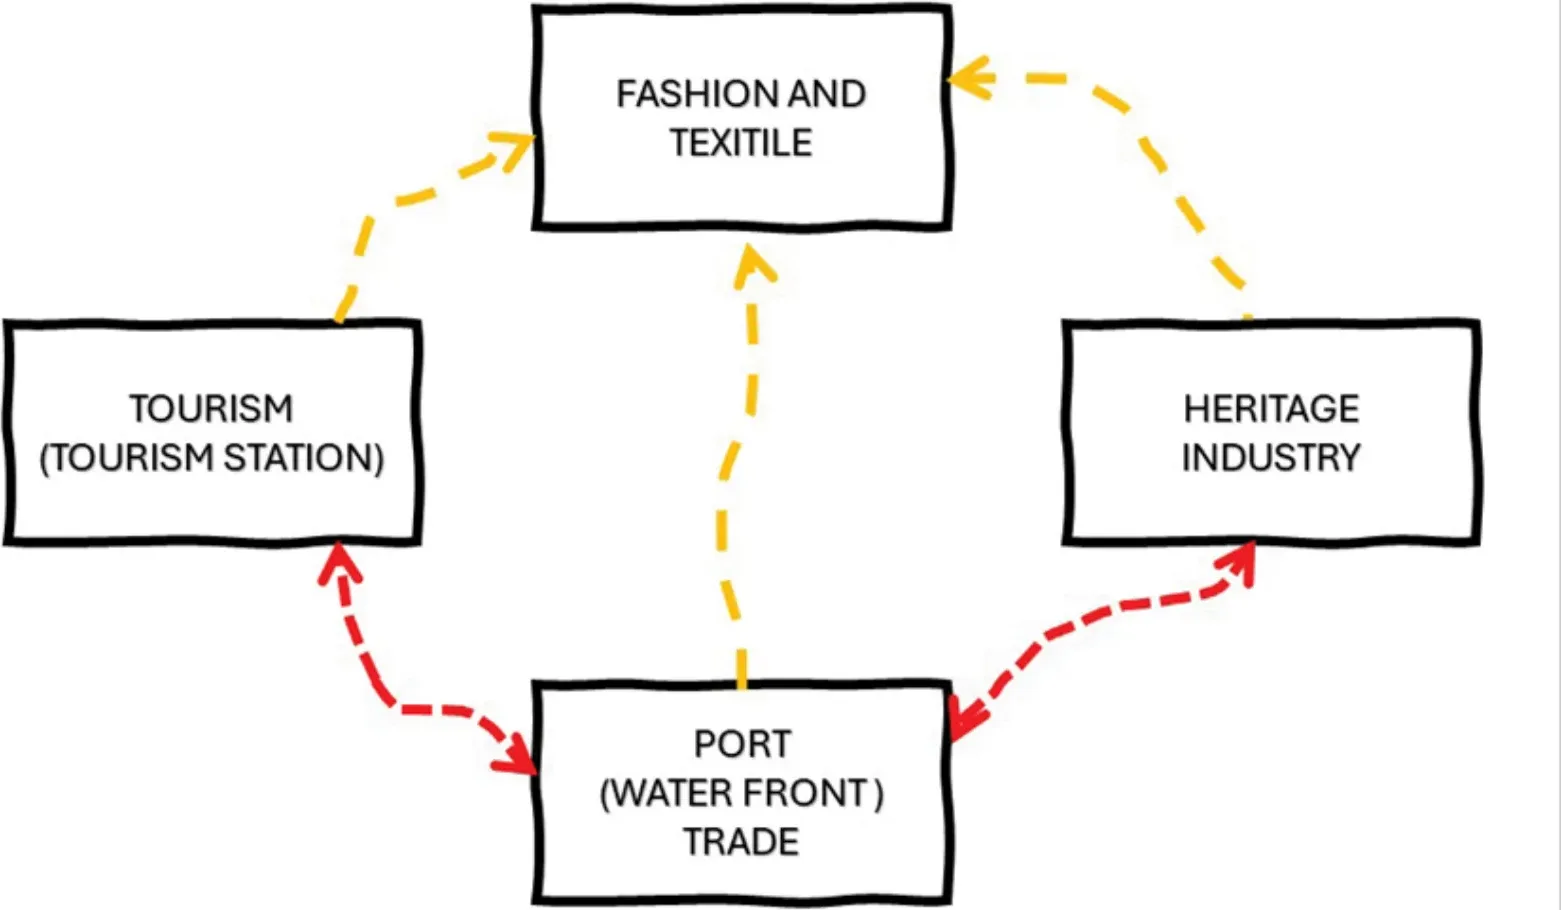 FASHION AND
TEXITILE
TOURISM
(TOURISM STATION)
HERITAGE
INDUSTRY
PORT
(WATER FRONT )
TRADE